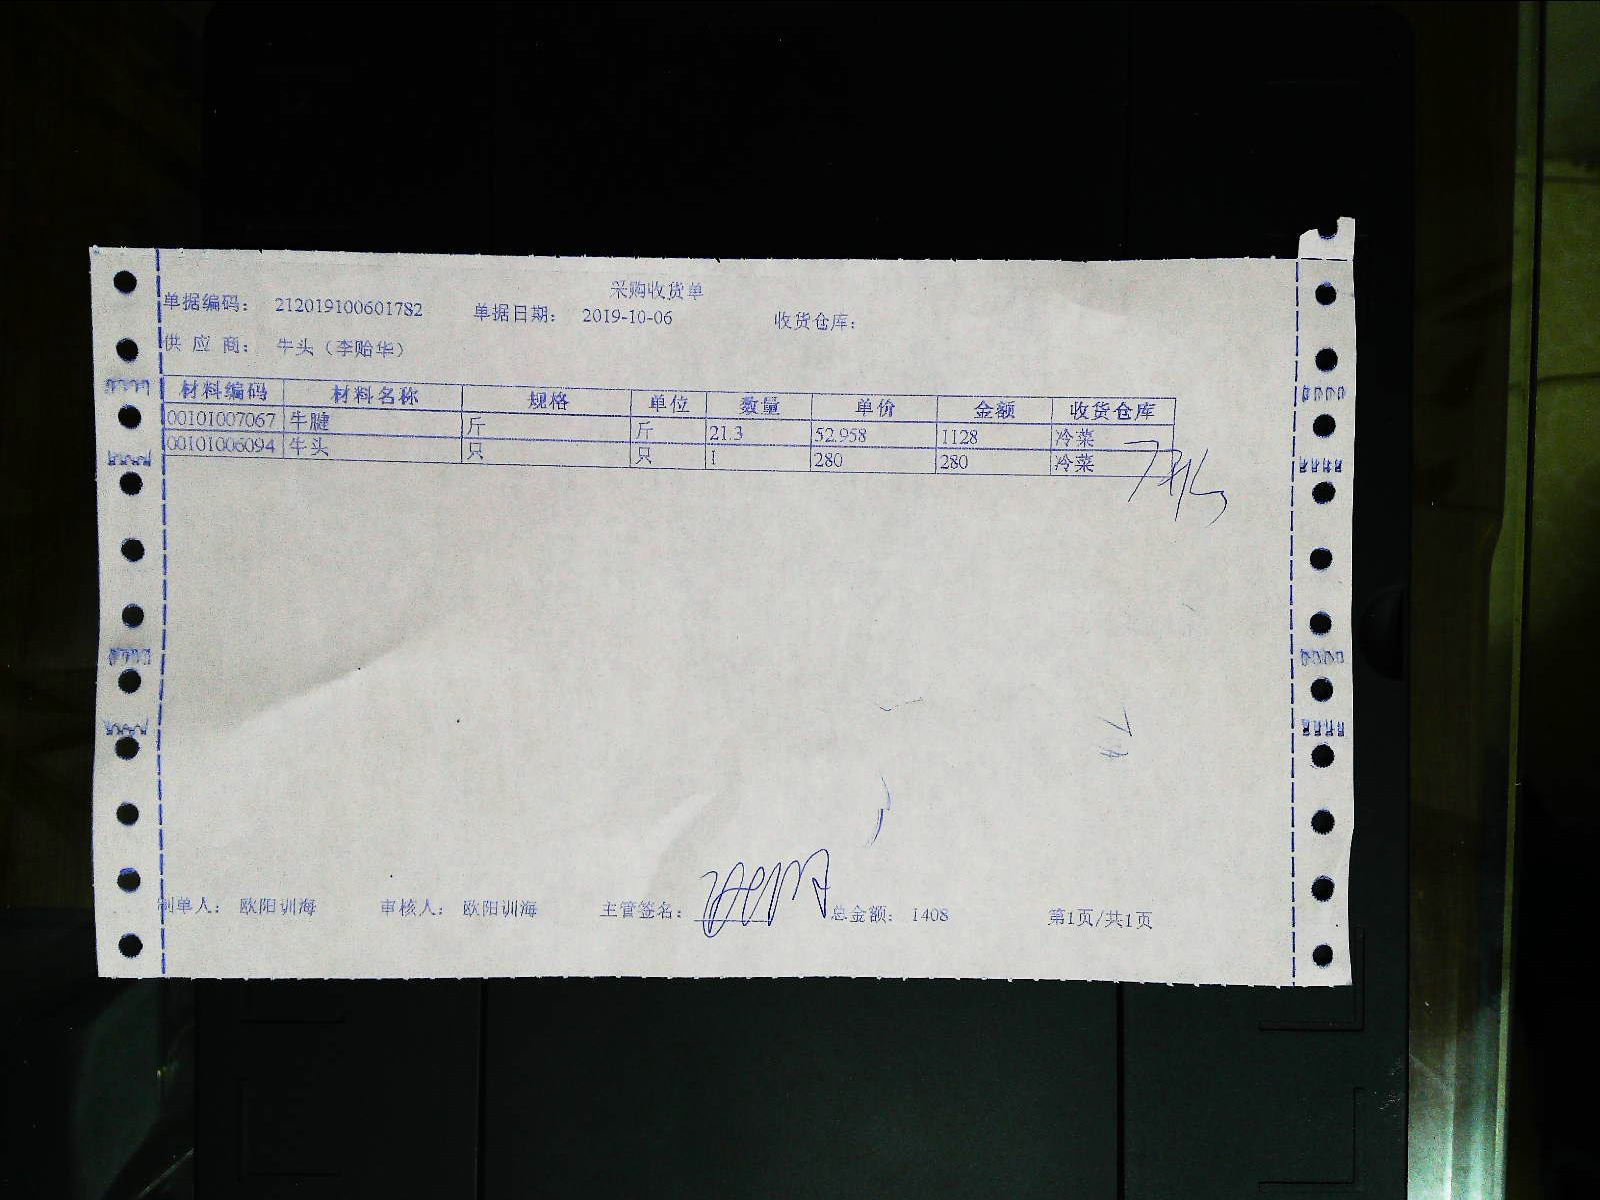 采购收货单
单据编码: 212019100601782 单据日期: 2019-10-06 收货仓库:
供 应 商: 牛头（李贻华）
材料编码 材料名称 规格 单位 数量 单价 金额 收货仓库
00101007067 牛腱 斤 斤 21.3 52.958 1128 冷菜
00101006094 牛头 只 只 1 280 280 冷菜
制单人: 欧阳训海 审核人: 欧阳训海 主管签名: 总金额: 1408 第1页/共1页